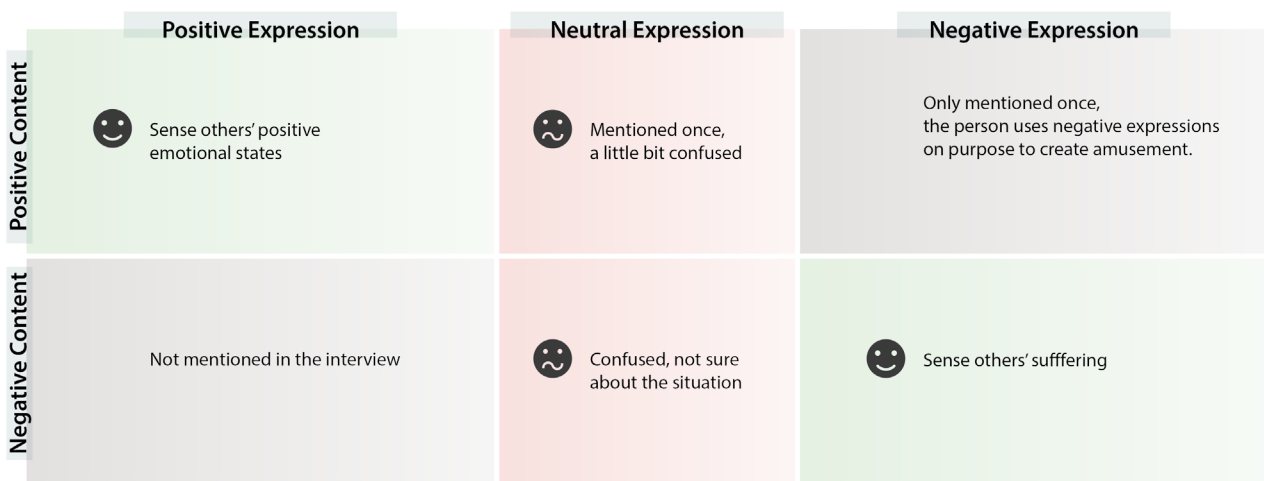 Positive Expression
Neutral Expression
Negative Expression
Positive Content
Sense others’ positive
emotional states
Mentioned once,
a little bit confused
Only mentioned once,
the person uses negative expressions
on purpose to create amusement.
Negative Content
Not mentioned in the interview
Confused, not sure
about the situation
Sense others’ sufffering